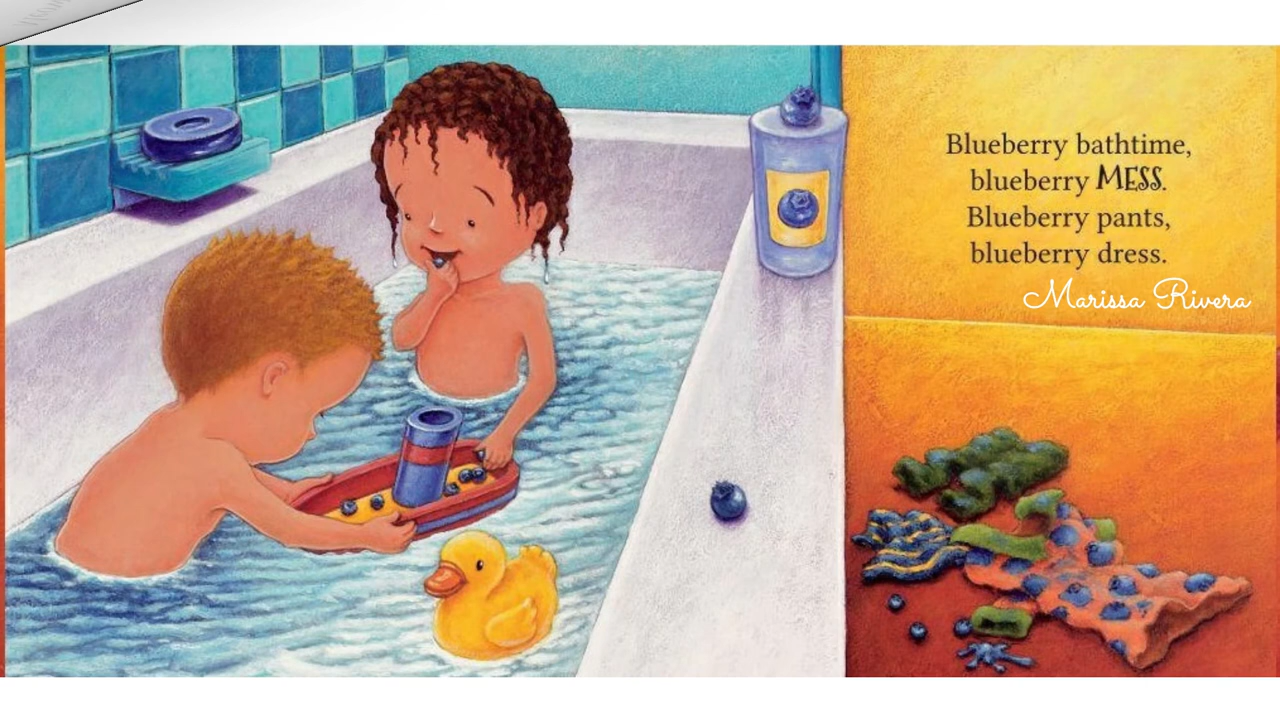 Blueberry bathtime,
blueberry MESS.
Blueberry pants,
blueberry dress.
Marissa Rivera